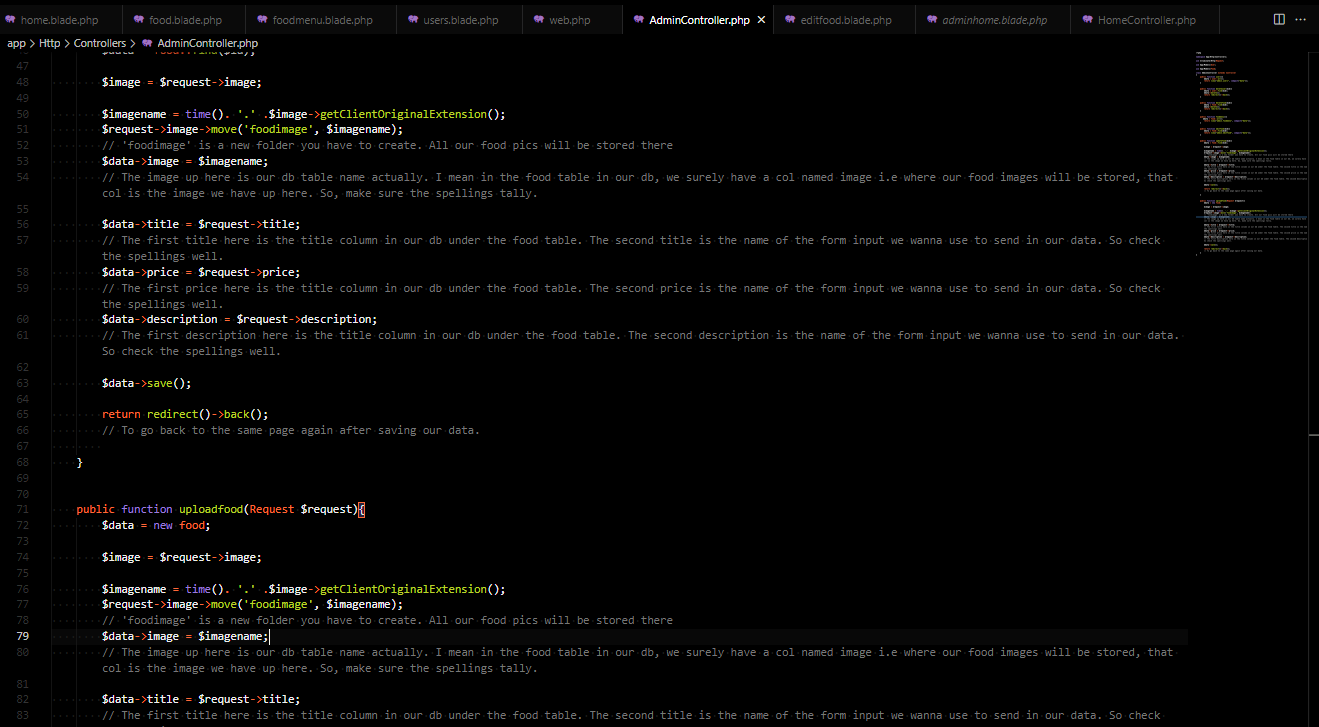 home.blade.php food.blade.php foodmenu.blade.php users.blade.php web.php AdminController.php × editfood.blade.php adminhome.blade.php HomeController.php ···
app > Http > Controllers > AdminController.php
47
48 $image = $request->image;
49
50 $imagename = time(). '.' .$image->getClientOriginalExtension();
51 $request->image->move('foodimage', $imagename);
52 // 'foodimage' is a new folder you have to create. All our food pics will be stored there
53 $data->image = $imagename;
54 // The image up here is our db table name actually. I mean in the food table in our db, we surely have a col named image i.e where our food images will be stored, that
col is the image we have up here. So, make sure the spellings tally.
55
56 $data->title = $request->title;
57 // The first title here is the title column in our db under the food table. The second title is the name of the form input we wanna use to send in our data. So check
the spellings well.
58 $data->price = $request->price;
59 // The first price here is the title column in our db under the food table. The second price is the name of the form input we wanna use to send in our data. So check
the spellings well.
60 $data->description = $request->description;
61 // The first description here is the title column in our db under the food table. The second description is the name of the form input we wanna use to send in our data.
So check the spellings well.
62
63 $data->save();
64
65 return redirect()->back();
66 // To go back to the same page again after saving our data.
67
68 }
69
70
71 public function uploadfood(Request $request){
72 $data = new food;
73
74 $image = $request->image;
75
76 $imagename = time(). '.' .$image->getClientOriginalExtension();
77 $request->image->move('foodimage', $imagename);
78 // 'foodimage' is a new folder you have to create. All our food pics will be stored there
79 $data->image = $imagename;
80 // The image up here is our db table name actually. I mean in the food table in our db, we surely have a col named image i.e where our food images will be stored, that
col is the image we have up here. So, make sure the spellings tally.
81
82 $data->title = $request->title;
83 // The first title here is the title column in our db under the food table. The second title is the name of the form input we wanna use to send in our data. So check